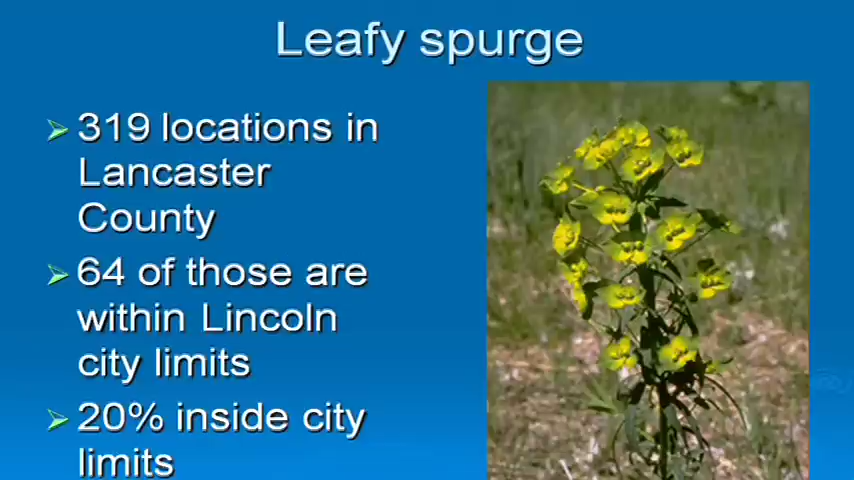 Leafy spurge
319 locations in
Lancaster
County
64 of those are
within Lincoln
city limits
20% inside city
limits